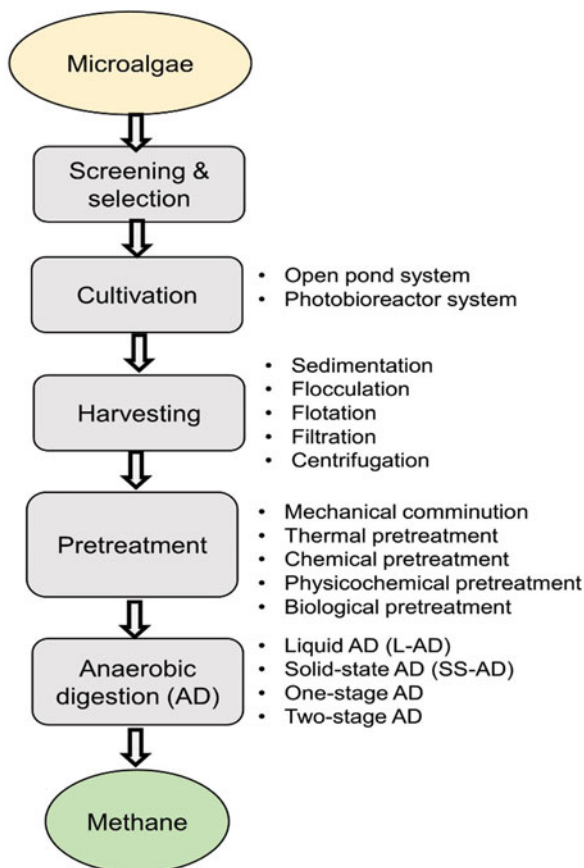 Microalgae
Screening &
selection
Cultivation
• Open pond system
• Photobioreactor system
Harvesting
• Sedimentation
• Flocculation
• Flotation
• Filtration
• Centrifugation
Pretreatment
• Mechanical comminution
• Thermal pretreatment
• Chemical pretreatment
• Physicochemical pretreatment
• Biological pretreatment
Anaerobic
digestion (AD)
• Liquid AD (L-AD)
• Solid-state AD (SS-AD)
• One-stage AD
• Two-stage AD
Methane